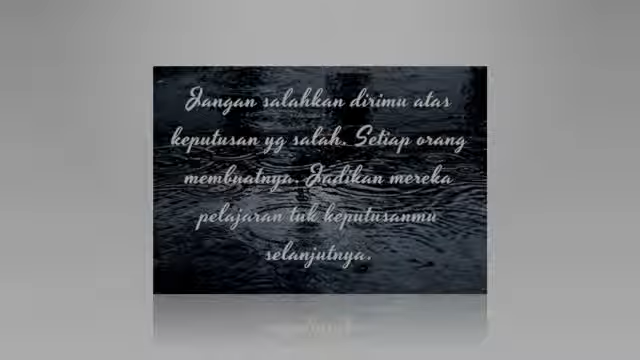 Jangan salahkan dirimu atas
keputusan yg salah. Setiap orang
membuatnya. Jadikan mereka
pelajaran tuk keputusanmu
selanjutnya.